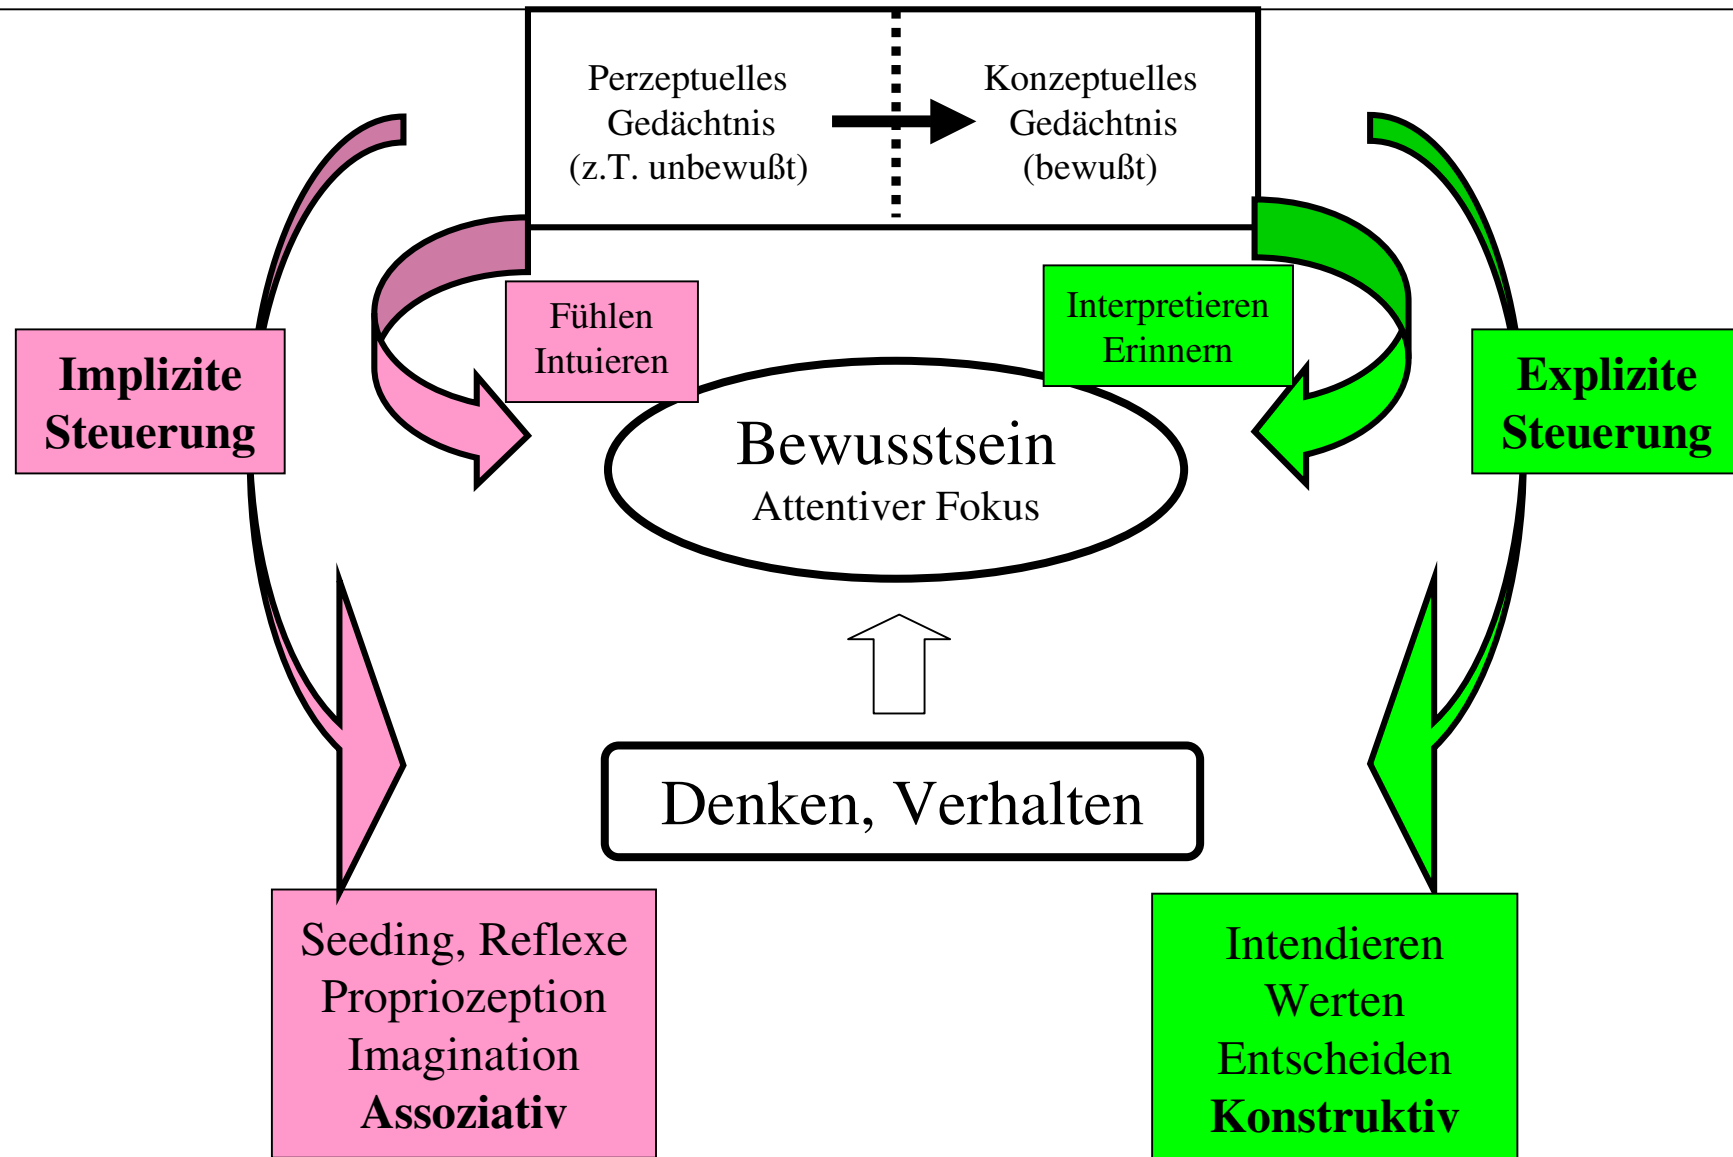 Perzeptuelles
Gedächtnis
(z.T. unbewußt)
Konzeptuelles
Gedächtnis
(bewußt)
Fühlen
Intuieren
Interpretieren
Erinnern
Implizite
Steuerung
Explizite
Steuerung
Bewusstsein
Attentiver Fokus
Denken, Verhalten
Seeding, Reflexe
Propriozeption
Imagination
Assoziativ
Intendieren
Werten
Entscheiden
Konstruktiv